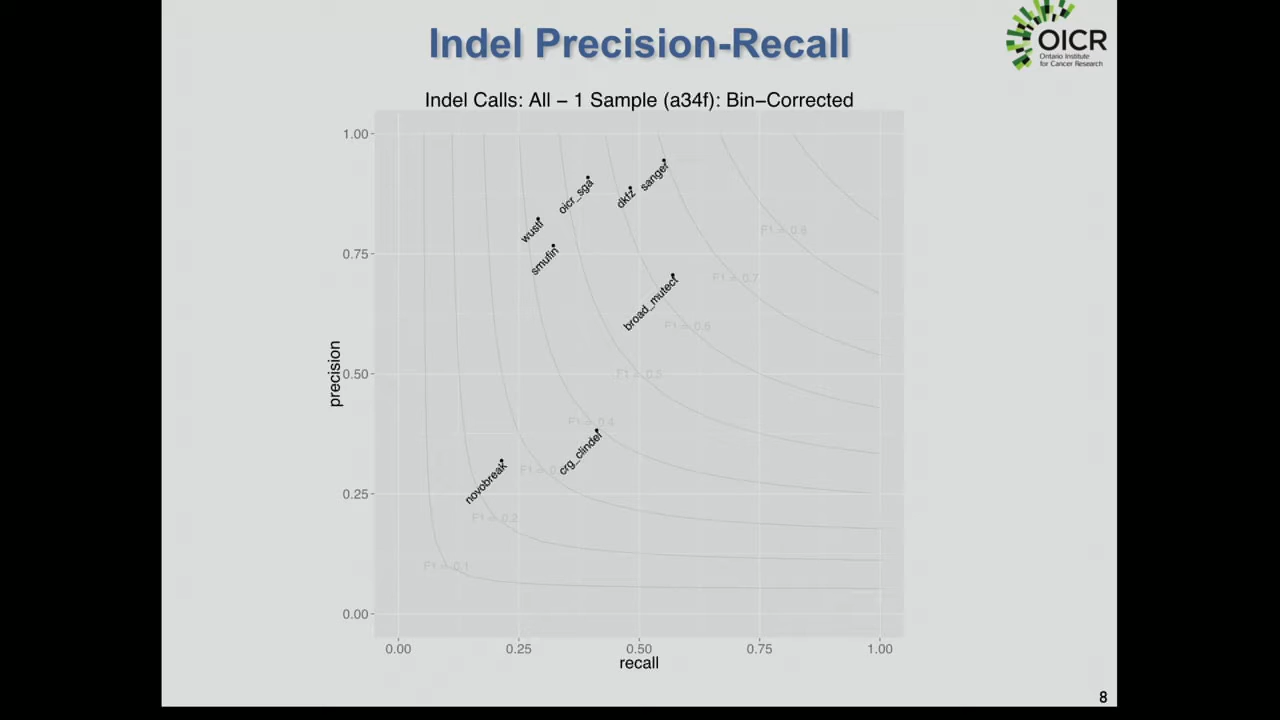 Indel Precision-Recall
OICR
Ontario Institute
for Cancer Research
Indel Calls: All − 1 Sample (a34f): Bin−Corrected
1.00
0.75
0.50
0.25
0.00
precision
sanger
oicr_sga
dkfz
wustl
smufin
broad_mutect
crg_clindel
novobreak
F1 = 0.8
F1 = 0.7
F1 = 0.6
F1 = 0.5
F1 = 0.4
F1 = 0.2
F1 = 0.1
0.00 0.25 0.50 0.75 1.00
recall
8